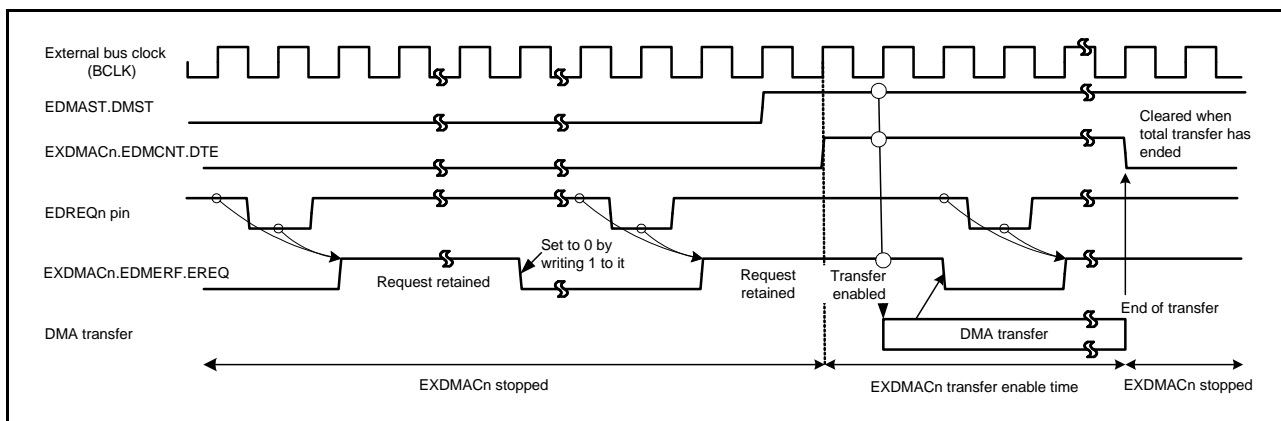 External bus clock
(BCLK)
EDMAST.DMST
Cleared when
total transfer has
ended
EXDMACn.EDMCNT.DTE
EDREQn pin
Set to 0 by
writing 1 to it
EXDMACn.EDMERF.EREQ
Request retained
Request
retained
Transfer
enabled
End of transfer
DMA transfer
DMA transfer
EXDMACn stopped
EXDMACn transfer enable time
EXDMACn stopped